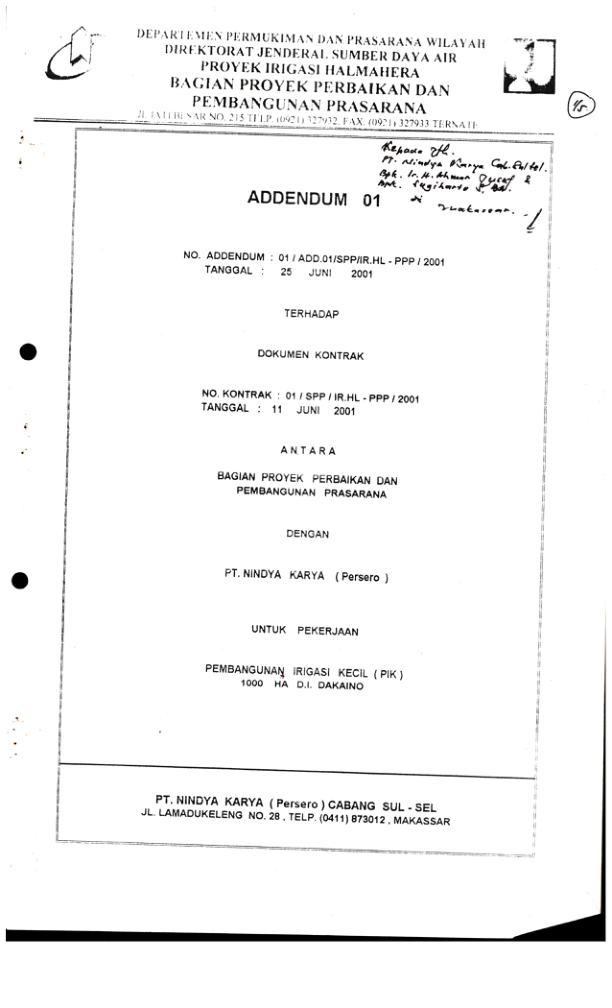 DEPARTEMEN PERMUKIMAN DAN PRASARANA WILAYAH
DIREKTORAT JENDERAL SUMBER DAYA AIR
PROYEK IRIGASI HALMAHERA
BAGIAN PROYEK PERBAIKAN DAN
PEMBANGUNAN PRASARANA
JL. JATI BESAR NO. 215 TELP. (0921) 327932, FAX. (0921) 327933 TERNATE
Kepada Yth.
PT. Nindya Karya Cab. Sulsel.
Bpk. Ir. H. Ahmar Yusuf &
Bpk. Sugiharto
di
Makassar.
ADDENDUM 01
NO. ADDENDUM : 01 / ADD.01/SPP/IR.HL - PPP / 2001
TANGGAL : 25 JUNI 2001
TERHADAP
DOKUMEN KONTRAK
NO. KONTRAK : 01 / SPP / IR.HL - PPP / 2001
TANGGAL : 11 JUNI 2001
A N T A R A
BAGIAN PROYEK PERBAIKAN DAN
PEMBANGUNAN PRASARANA
DENGAN
PT. NINDYA KARYA ( Persero )
UNTUK PEKERJAAN
PEMBANGUNAN IRIGASI KECIL ( PIK )
1000 HA D.I. DAKAINO
PT. NINDYA KARYA ( Persero ) CABANG SUL - SEL
JL. LAMADUKELENG NO. 28 , TELP. (0411) 873012 , MAKASSAR